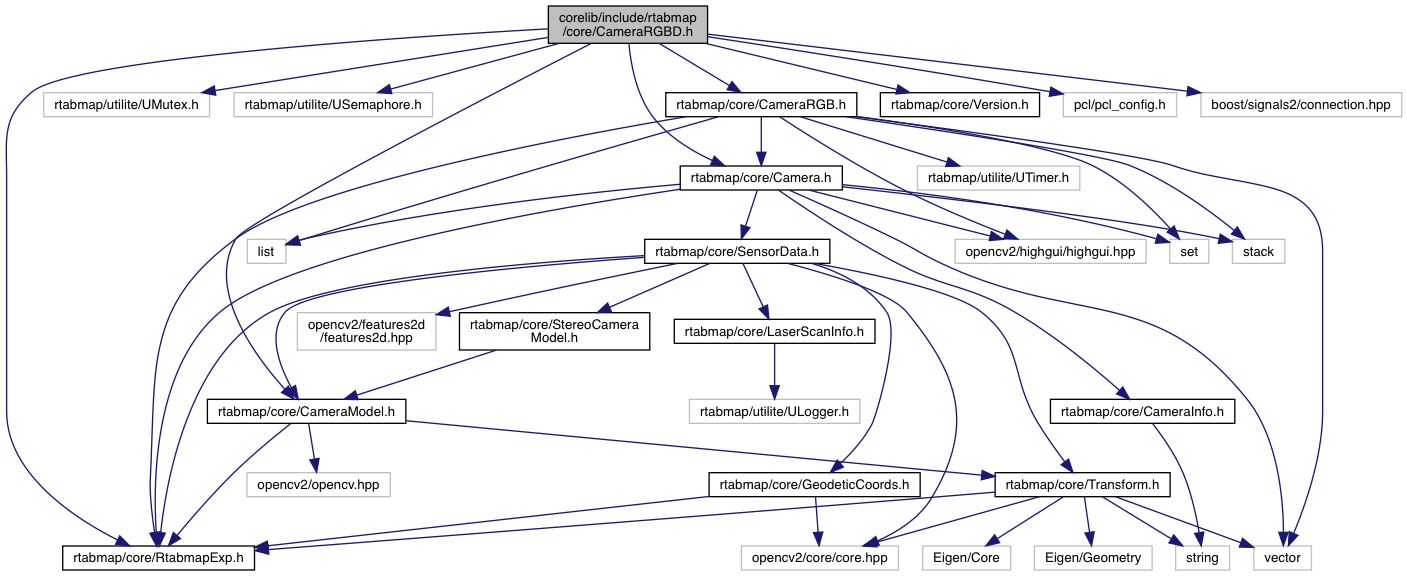 corelib/include/rtabmap
/core/CameraRGBD.h
rtabmap/utilite/UMutex.h
rtabmap/utilite/USemaphore.h
rtabmap/core/CameraRGB.h
rtabmap/core/Version.h
pcl/pcl_config.h
boost/signals2/connection.hpp
rtabmap/core/Camera.h
rtabmap/utilite/UTimer.h
list
rtabmap/core/SensorData.h
opencv2/highgui/highgui.hpp
set
stack
opencv2/features2d
/features2d.hpp
rtabmap/core/StereoCamera
Model.h
rtabmap/core/LaserScanInfo.h
rtabmap/core/CameraModel.h
rtabmap/utilite/ULogger.h
rtabmap/core/CameraInfo.h
opencv2/opencv.hpp
rtabmap/core/GeodeticCoords.h
rtabmap/core/Transform.h
rtabmap/core/RtabmapExp.h
opencv2/core/core.hpp
Eigen/Core
Eigen/Geometry
string
vector